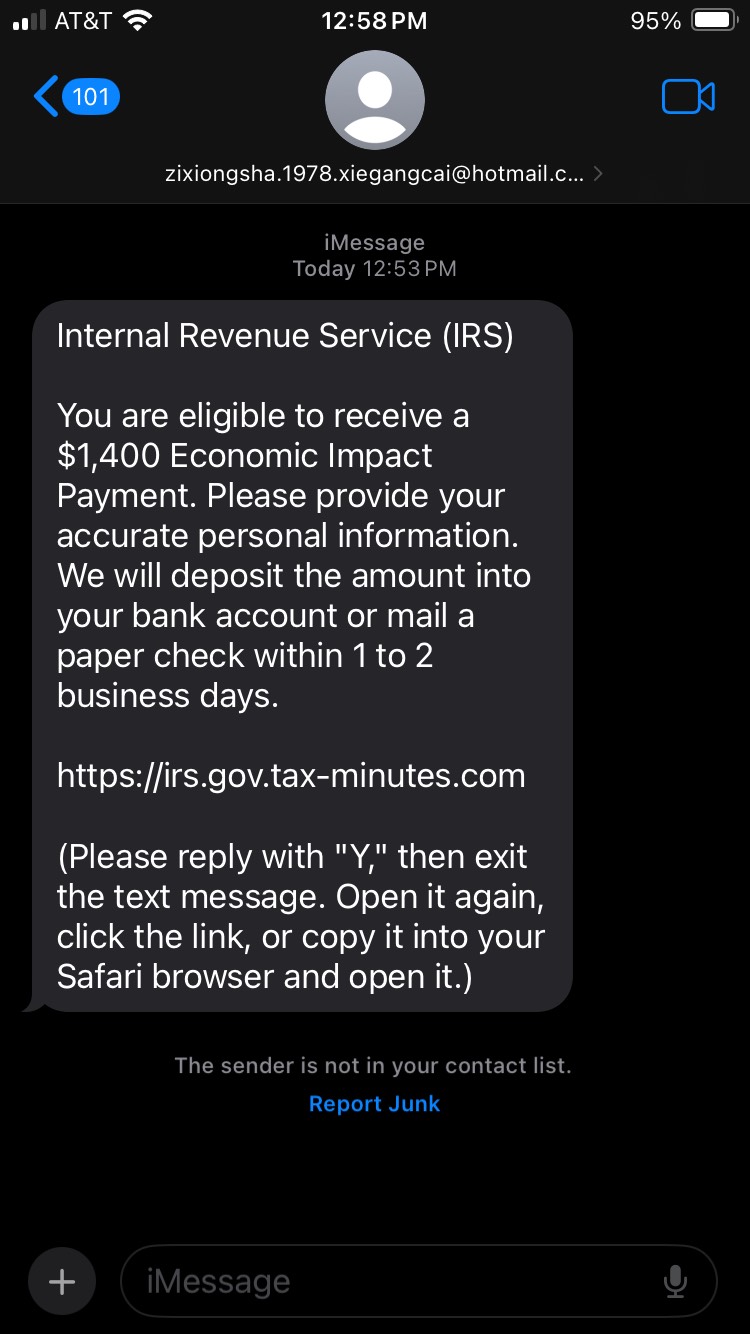 AT&T 12:58 PM 95%
101
zixiongsha.1978.xiegangcai@hotmail.c...
iMessage
Today 12:53 PM
Internal Revenue Service (IRS)
You are eligible to receive a
$1,400 Economic Impact
Payment. Please provide your
accurate personal information.
We will deposit the amount into
your bank account or mail a
paper check within 1 to 2
business days.
https://irs.gov.tax-minutes.com
(Please reply with "Y," then exit
the text message. Open it again,
click the link, or copy it into your
Safari browser and open it.)
The sender is not in your contact list.
Report Junk
iMessage